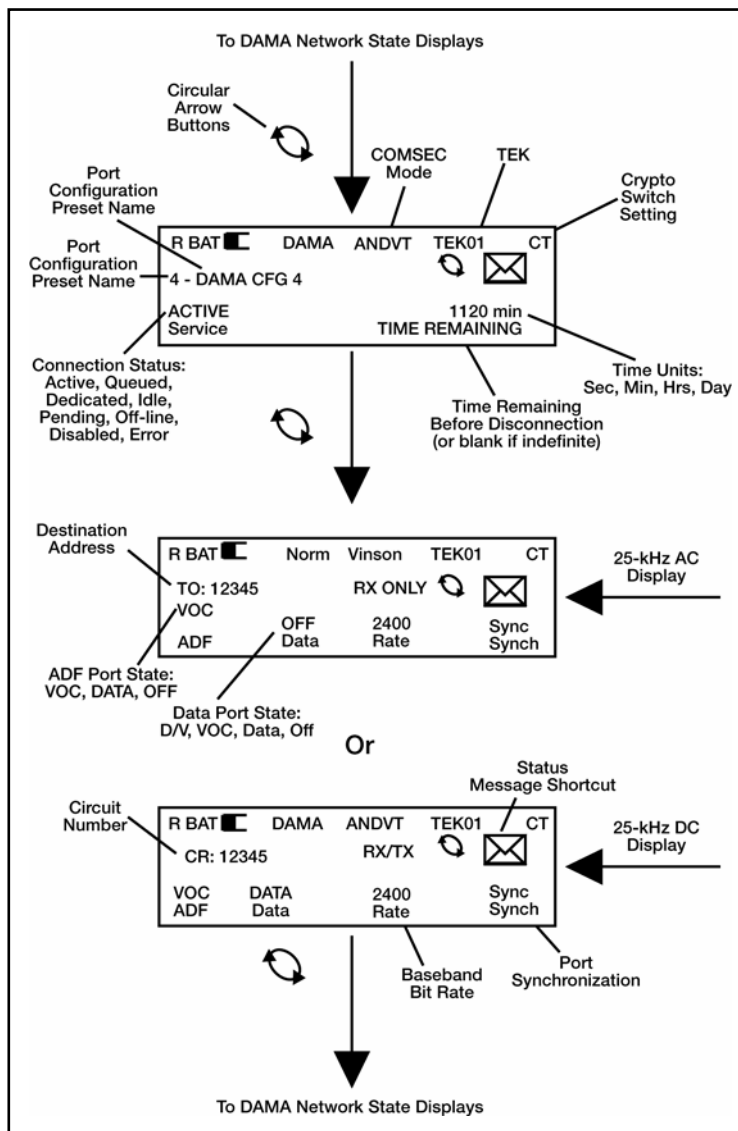 To DAMA Network State Displays
Circular
Arrow
Buttons
COMSEC
Mode
TEK
Crypto
Switch
Setting
Port
Configuration
Preset Name
Port
Configuration
Preset Name
R BAT DAMA ANDVT TEK01 CT
4 - DAMA CFG 4
ACTIVE
Service
1120 min
TIME REMAINING
Connection Status:
Active, Queued,
Dedicated, Idle,
Pending, Off-line,
Disabled, Error
Time Remaining
Before Disconnection
(or blank if indefinite)
Time Units:
Sec, Min, Hrs, Day
Destination
Address
R BAT Norm Vinson TEK01 CT
TO: 12345 RX ONLY
VOC
OFF 2400 Sync
ADF Data Rate Synch
25-kHz AC
Display
ADF Port State:
VOC, DATA, OFF
Data Port State:
D/V, VOC, Data, Off
Or
Status
Message Shortcut
Circuit
Number
R BAT DAMA ANDVT TEK01 CT
CR: 12345 RX/TX
VOC DATA 2400 Sync
ADF Data Rate Synch
25-kHz DC
Display
Baseband
Bit Rate
Port
Synchronization
To DAMA Network State Displays